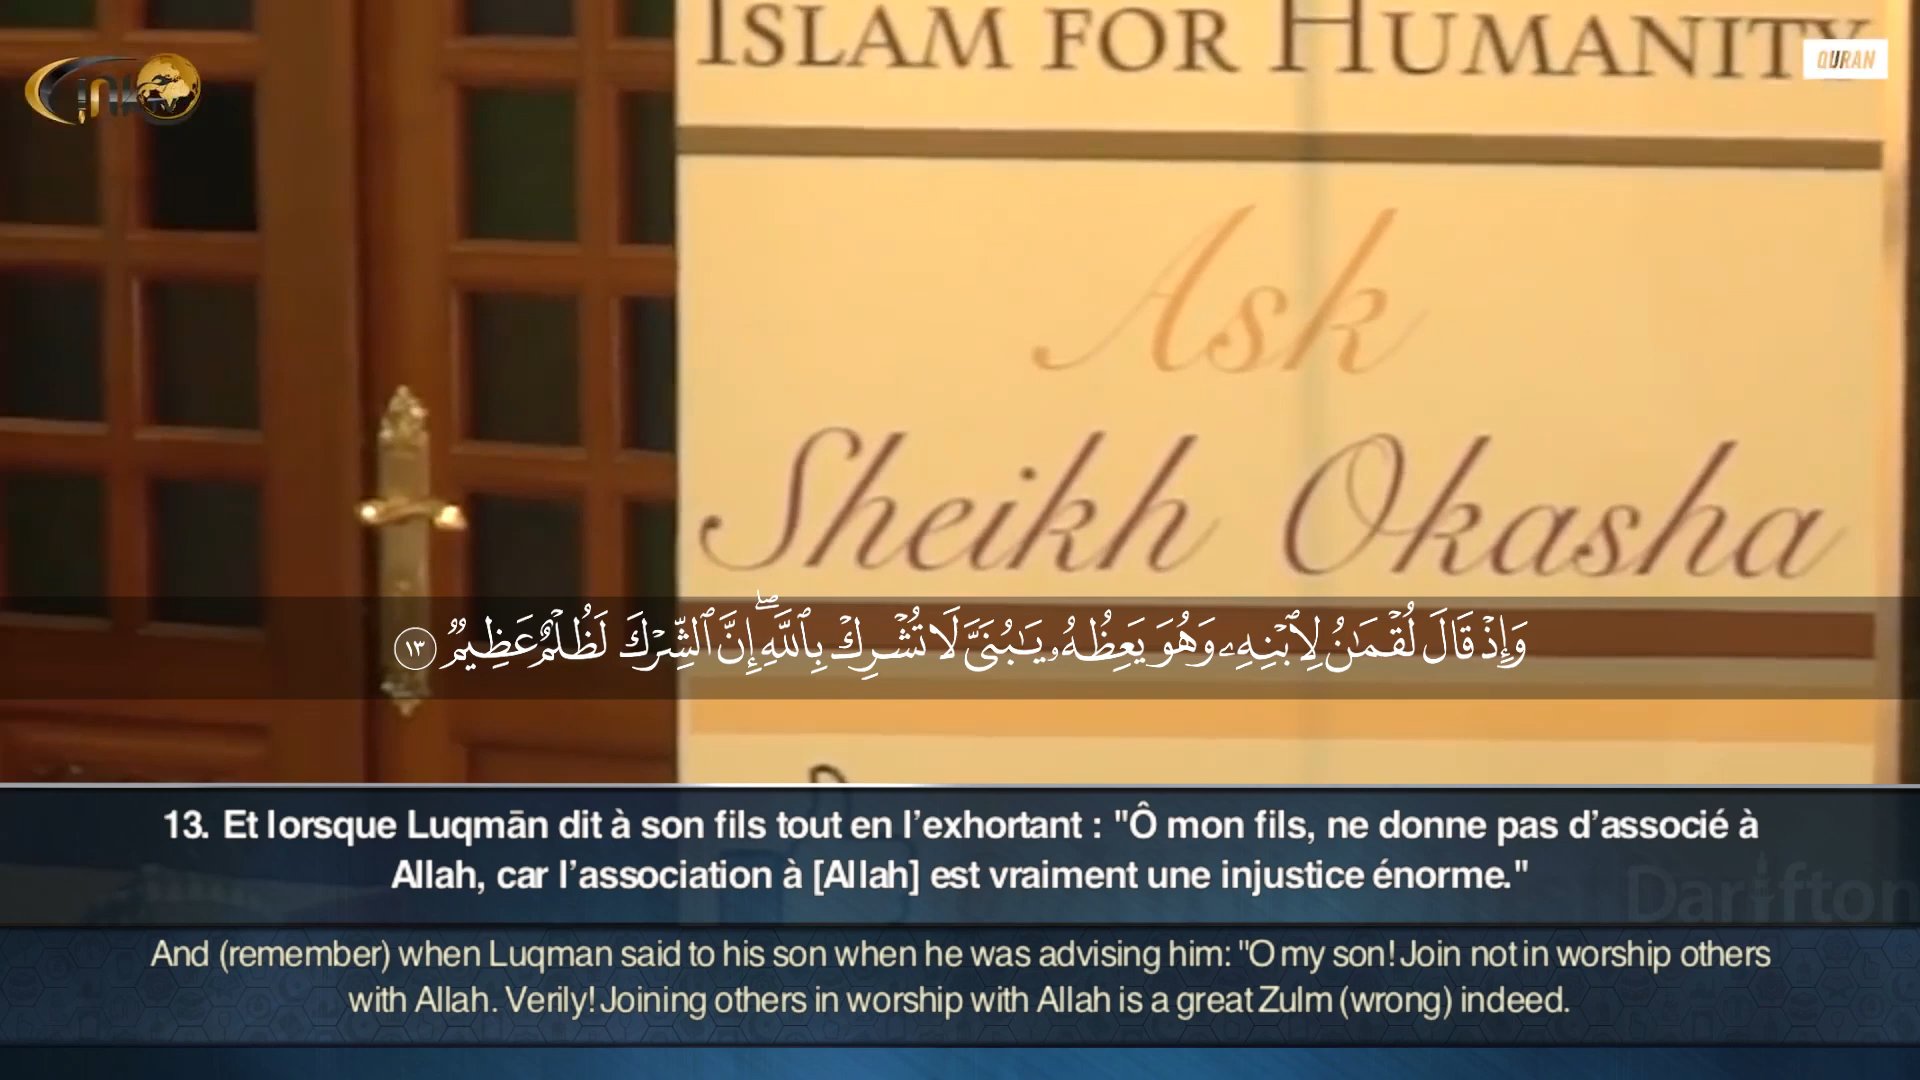 ISLAM FOR HUMANITY
QURAN
Ask
Sheikh Okasha
وَإِذْ قَالَ لُقْمَـٰنُ لِٱبْنِهِۦ وَهُوَ يَعِظُهُۥ يَـٰبُنَىَّ لَا تُشْرِكْ بِٱللَّهِ ۖ إِنَّ ٱلشِّرْكَ لَظُلْمٌ عَظِيمٌ ١٣
13. Et lorsque Luqmān dit à son fils tout en l’exhortant : "Ô mon fils, ne donne pas d’associé à
Allah, car l’association à [Allah] est vraiment une injustice énorme."
And (remember) when Luqman said to his son when he was advising him: "O my son! Join not in worship others
with Allah. Verily! Joining others in worship with Allah is a great Zulm (wrong) indeed.